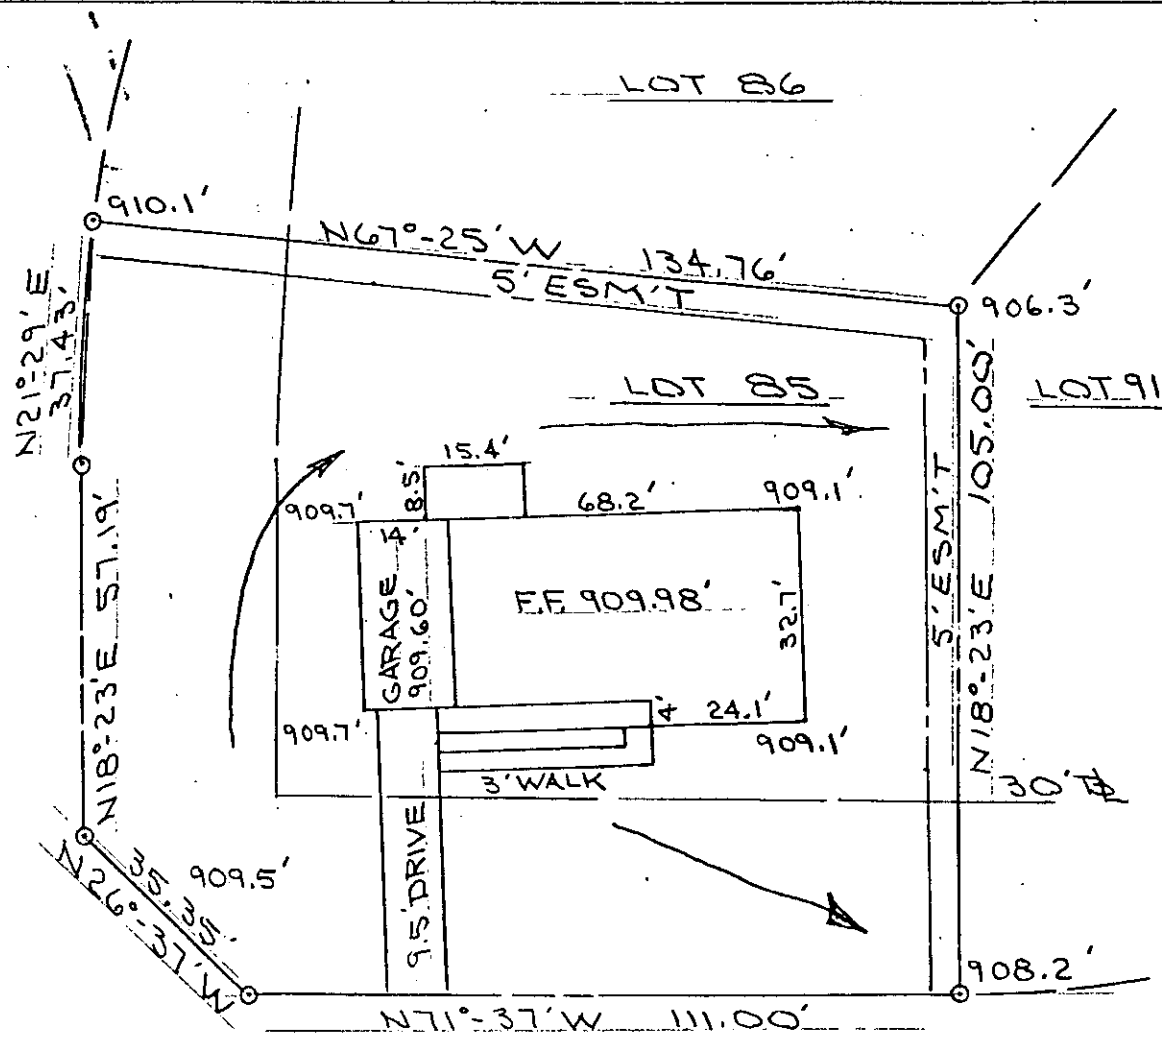 LOT 86
910.1'
N67°-25'W 134.76'
5' ESM'T
906.3'
N21°-29'E
37.43'
LOT 85
LOT 91
N18°-23'E 105.00'
5' ESM'T
15.4'
8.5'
68.2'
909.1'
909.7'
14'
GARAGE
909.60'
F.F. 909.98'
32.7'
N18°-23'E 57.19'
909.7'
4'
24.1'
909.1'
3' WALK
30'
9.5' DRIVE
909.5'
35.35'
N26°-37'W
908.2'
N71°-37'W 111.00'